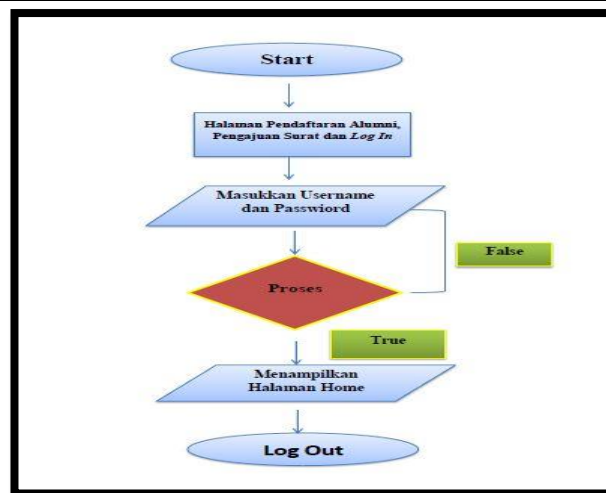 Start
Halaman Pendaftaran Alumni,
Pengajuan Surat dan Log In
Masukkan Username
dan Passwiord
False
Proses
True
Menampilkan
Halaman Home
Log Out